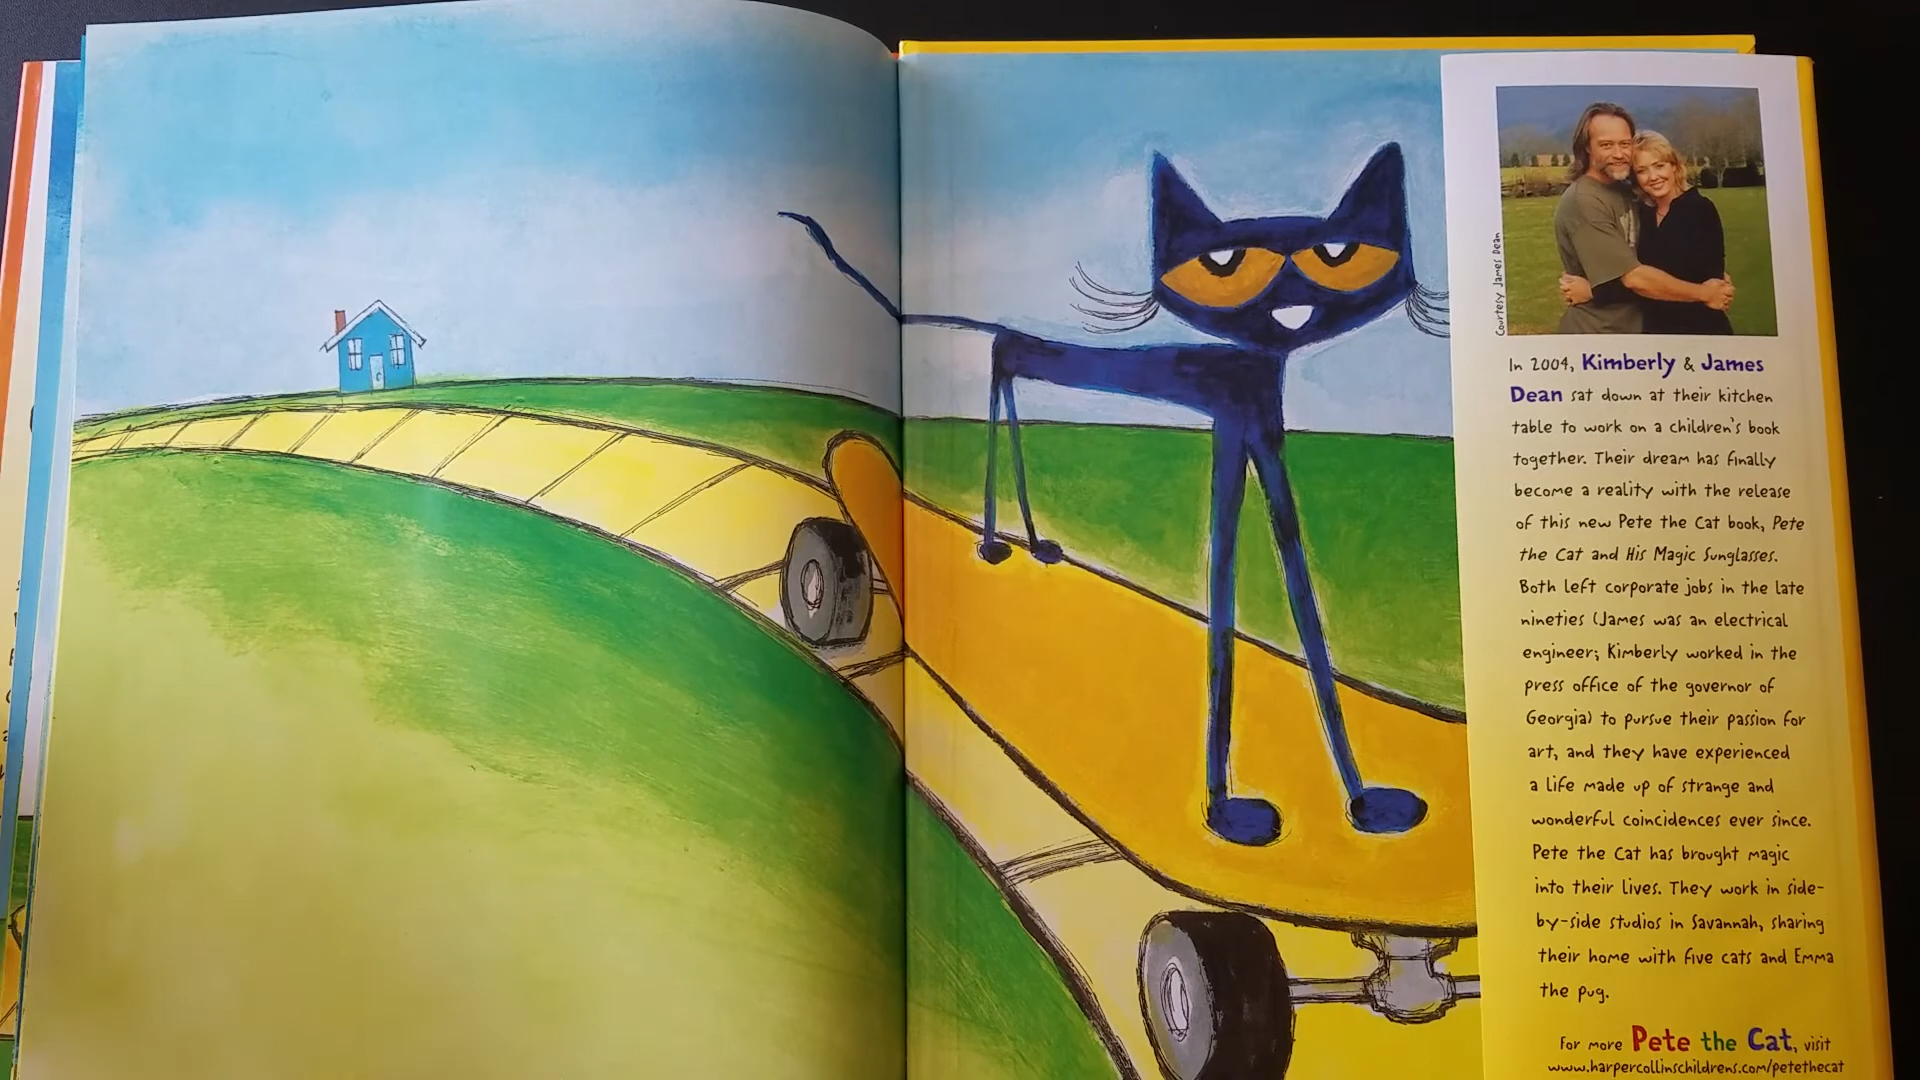 Courtesy James Dean
In 2004, Kimberly & James
Dean sat down at their kitchen
table to work on a children's book
together. Their dream has finally
become a reality with the release
of this new Pete the Cat book, Pete
the Cat and His Magic Sunglasses.
Both left corporate jobs in the late
nineties (James was an electrical
engineer; Kimberly worked in the
press office of the governor of
Georgia) to pursue their passion for
art, and they have experienced
a life made up of strange and
wonderful coincidences ever since.
Pete the Cat has brought magic
into their lives. They work in side-
by-side studios in Savannah, sharing
their home with five cats and Emma
the pug.
For more Pete the Cat, visit
www.harpercollinschildrens.com/petethecat